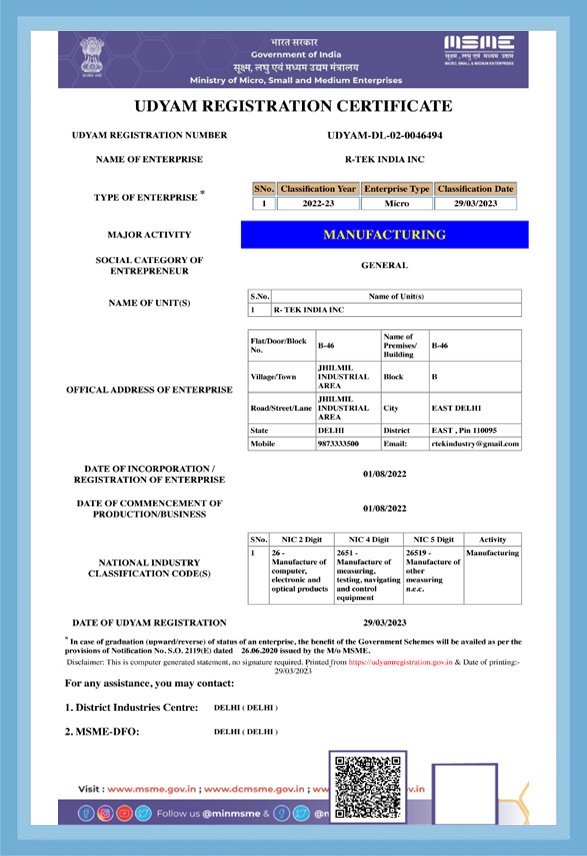 भारत सरकार
Government of India
सूक्ष्म, लघु एवं मध्यम उद्यम मंत्रालय
Ministry of Micro, Small and Medium Enterprises
MSME
सूक्ष्म, लघु एवं मध्यम उद्यम
MICRO, SMALL & MEDIUM ENTERPRISES
UDYAM REGISTRATION CERTIFICATE
UDYAM REGISTRATION NUMBER UDYAM-DL-02-0046494
NAME OF ENTERPRISE R-TEK INDIA INC
TYPE OF ENTERPRISE *
SNo. Classification Year Enterprise Type Classification Date
1 2022-23 Micro 29/03/2023
MAJOR ACTIVITY MANUFACTURING
SOCIAL CATEGORY OF
ENTREPRENEUR
GENERAL
NAME OF UNIT(S)
S.No. Name of Unit(s)
1 R- TEK INDIA INC
OFFICAL ADDRESS OF ENTERPRISE
Flat/Door/Block
No.
B-46
Name of
Premises/
Building
B-46
Village/Town
JHILMIL
INDUSTRIAL
AREA
Block B
Road/Street/Lane
JHILMIL
INDUSTRIAL
AREA
City EAST DELHI
State DELHI District EAST , Pin 110095
Mobile 9873333500 Email: rtekindustry@gmail.com
DATE OF INCORPORATION /
REGISTRATION OF ENTERPRISE
01/08/2022
DATE OF COMMENCEMENT OF
PRODUCTION/BUSINESS
01/08/2022
NATIONAL INDUSTRY
CLASSIFICATION CODE(S)
SNo. NIC 2 Digit NIC 4 Digit NIC 5 Digit Activity
1
26 -
Manufacture of
computer,
electronic and
optical products
2651 -
Manufacture of
measuring,
testing, navigating
and control
equipment
26519 -
Manufacture of
other
measuring
n.e.c.
Manufacturing
DATE OF UDYAM REGISTRATION 29/03/2023
* In case of graduation (upward/reverse) of status of an enterprise, the benefit of the Government Schemes will be availed as per the
provisions of Notification No. S.O. 2119(E) dated 26.06.2020 issued by the M/o MSME.
Disclaimer: This is computer generated statement, no signature required. Printed from https://udyamregistration.gov.in & Date of printing:-
29/03/2023
For any assistance, you may contact:
1. District Industries Centre: DELHI ( DELHI )
2. MSME-DFO: DELHI ( DELHI )
Visit : www.msme.gov.in ; www.dcmsme.gov.in ; ww v.in
Follow us @minmsme &